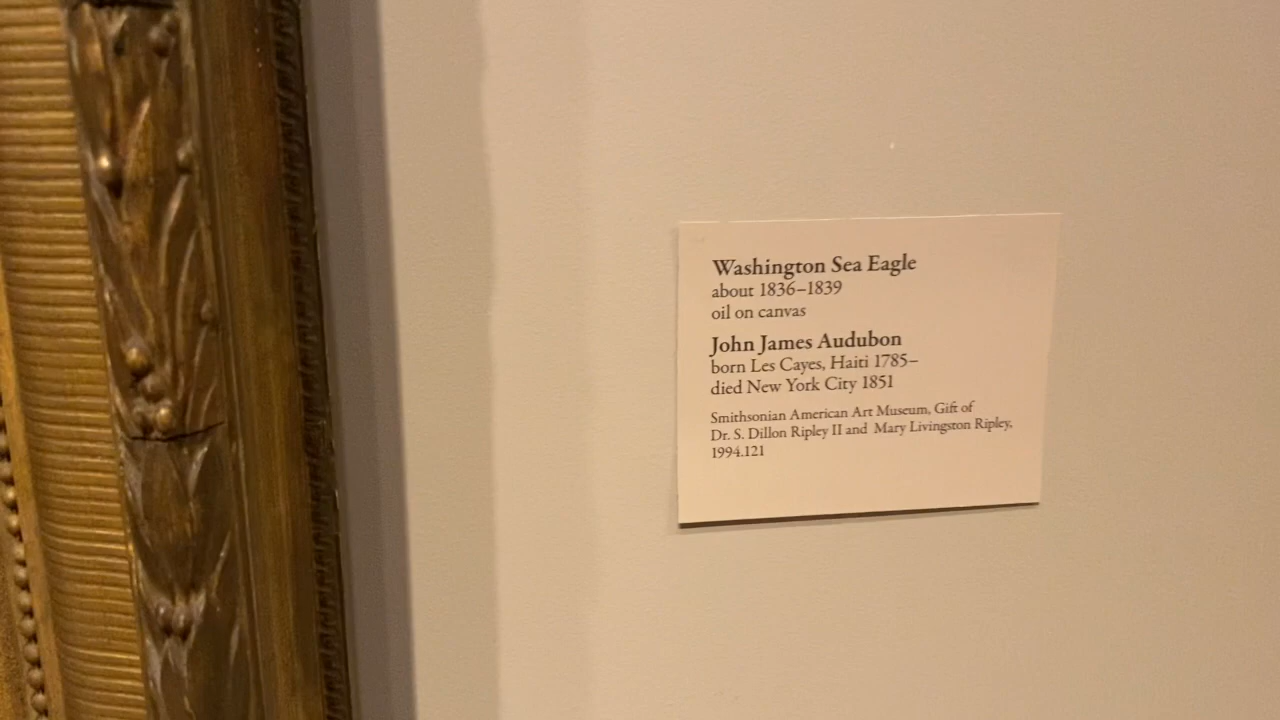 Washington Sea Eagle
about 1836–1839
oil on canvas
John James Audubon
born Les Cayes, Haiti 1785–
died New York City 1851
Smithsonian American Art Museum, Gift of
Dr. S. Dillon Ripley II and Mary Livingston Ripley,
1994.121